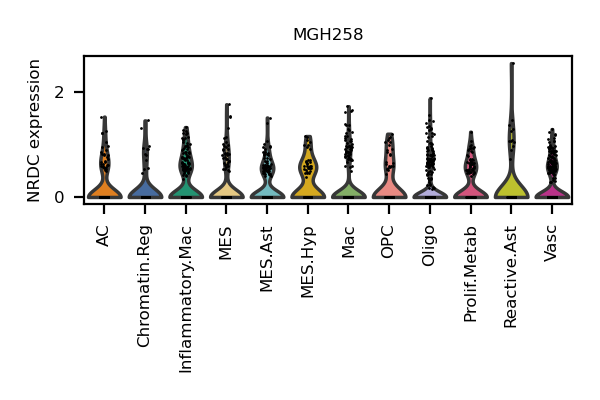 MGH258
NRDC expression
2
0
AC
Chromatin.Reg
Inflammatory.Mac
MES
MES.Ast
MES.Hyp
Mac
OPC
Oligo
Prolif.Metab
Reactive.Ast
Vasc